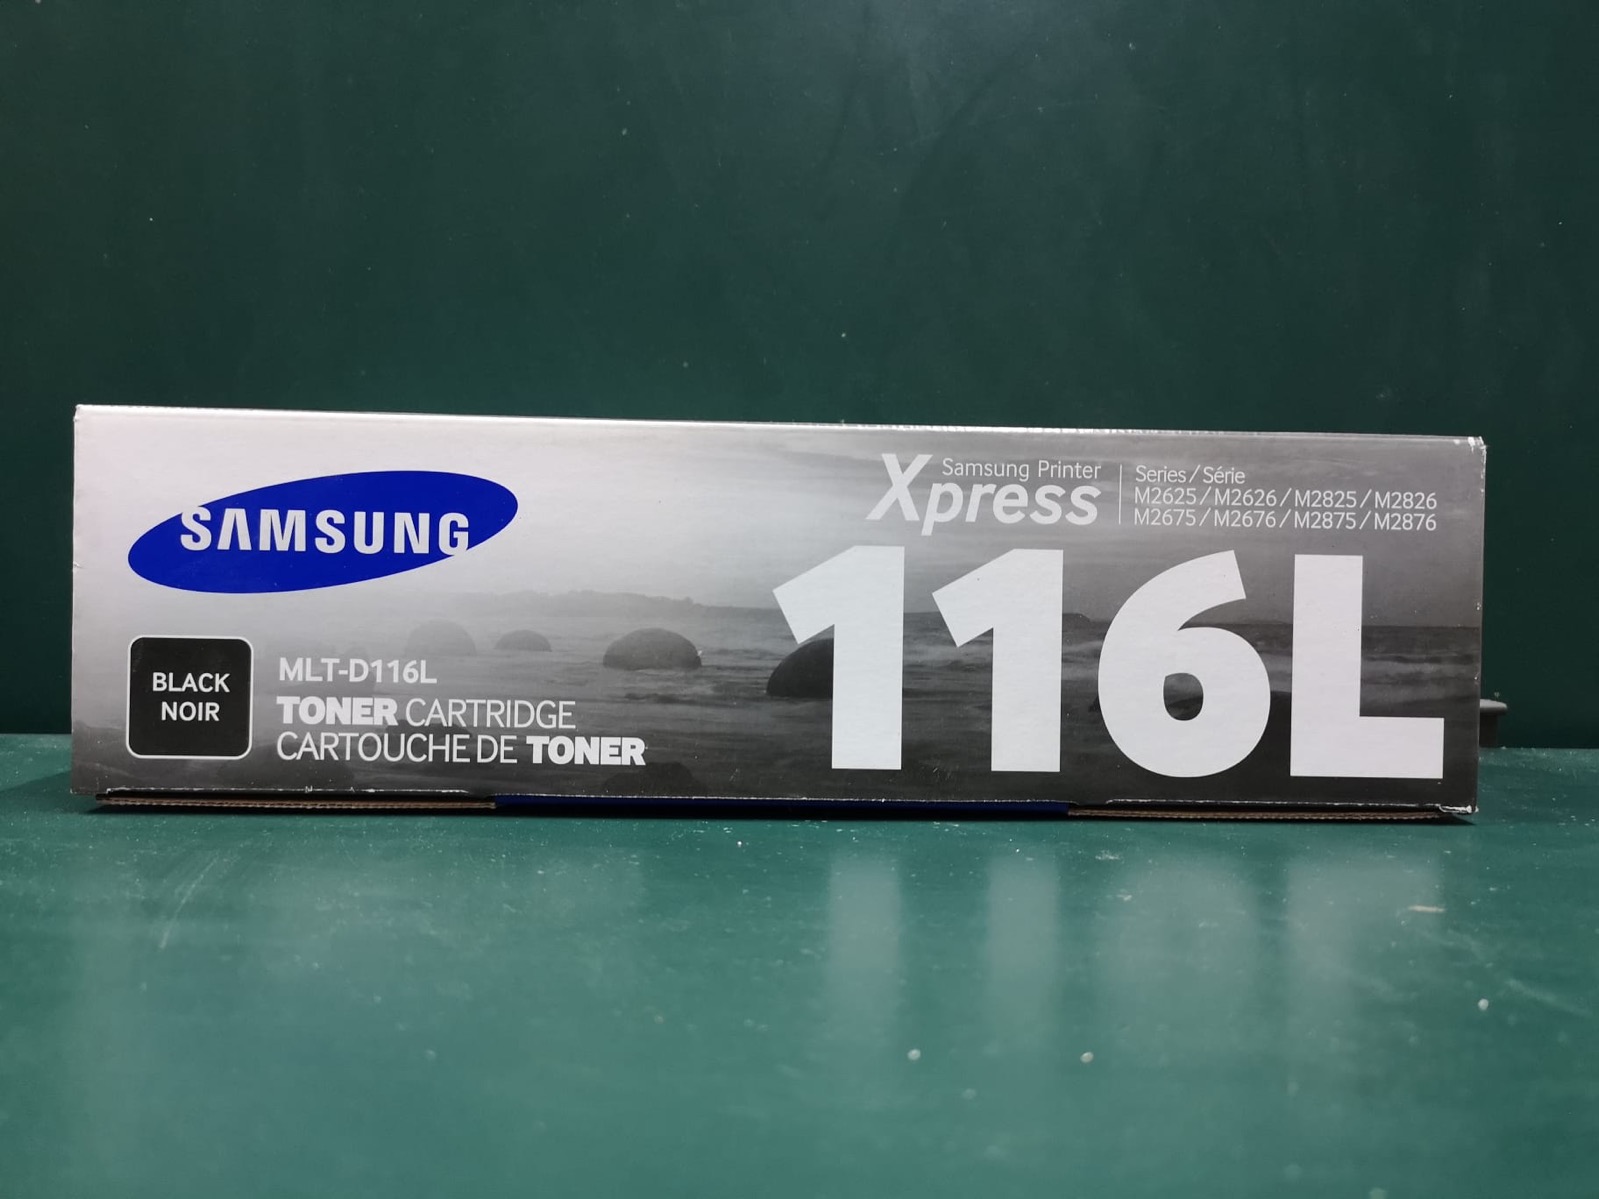 SAMSUNG
Samsung Printer
Xpress
Series/Série
M2625/M2626/M2825/M2826
M2675/M2676/M2875/M2876
116L
BLACK
NOIR
MLT-D116L
TONER CARTRIDGE
CARTOUCHE DE TONER